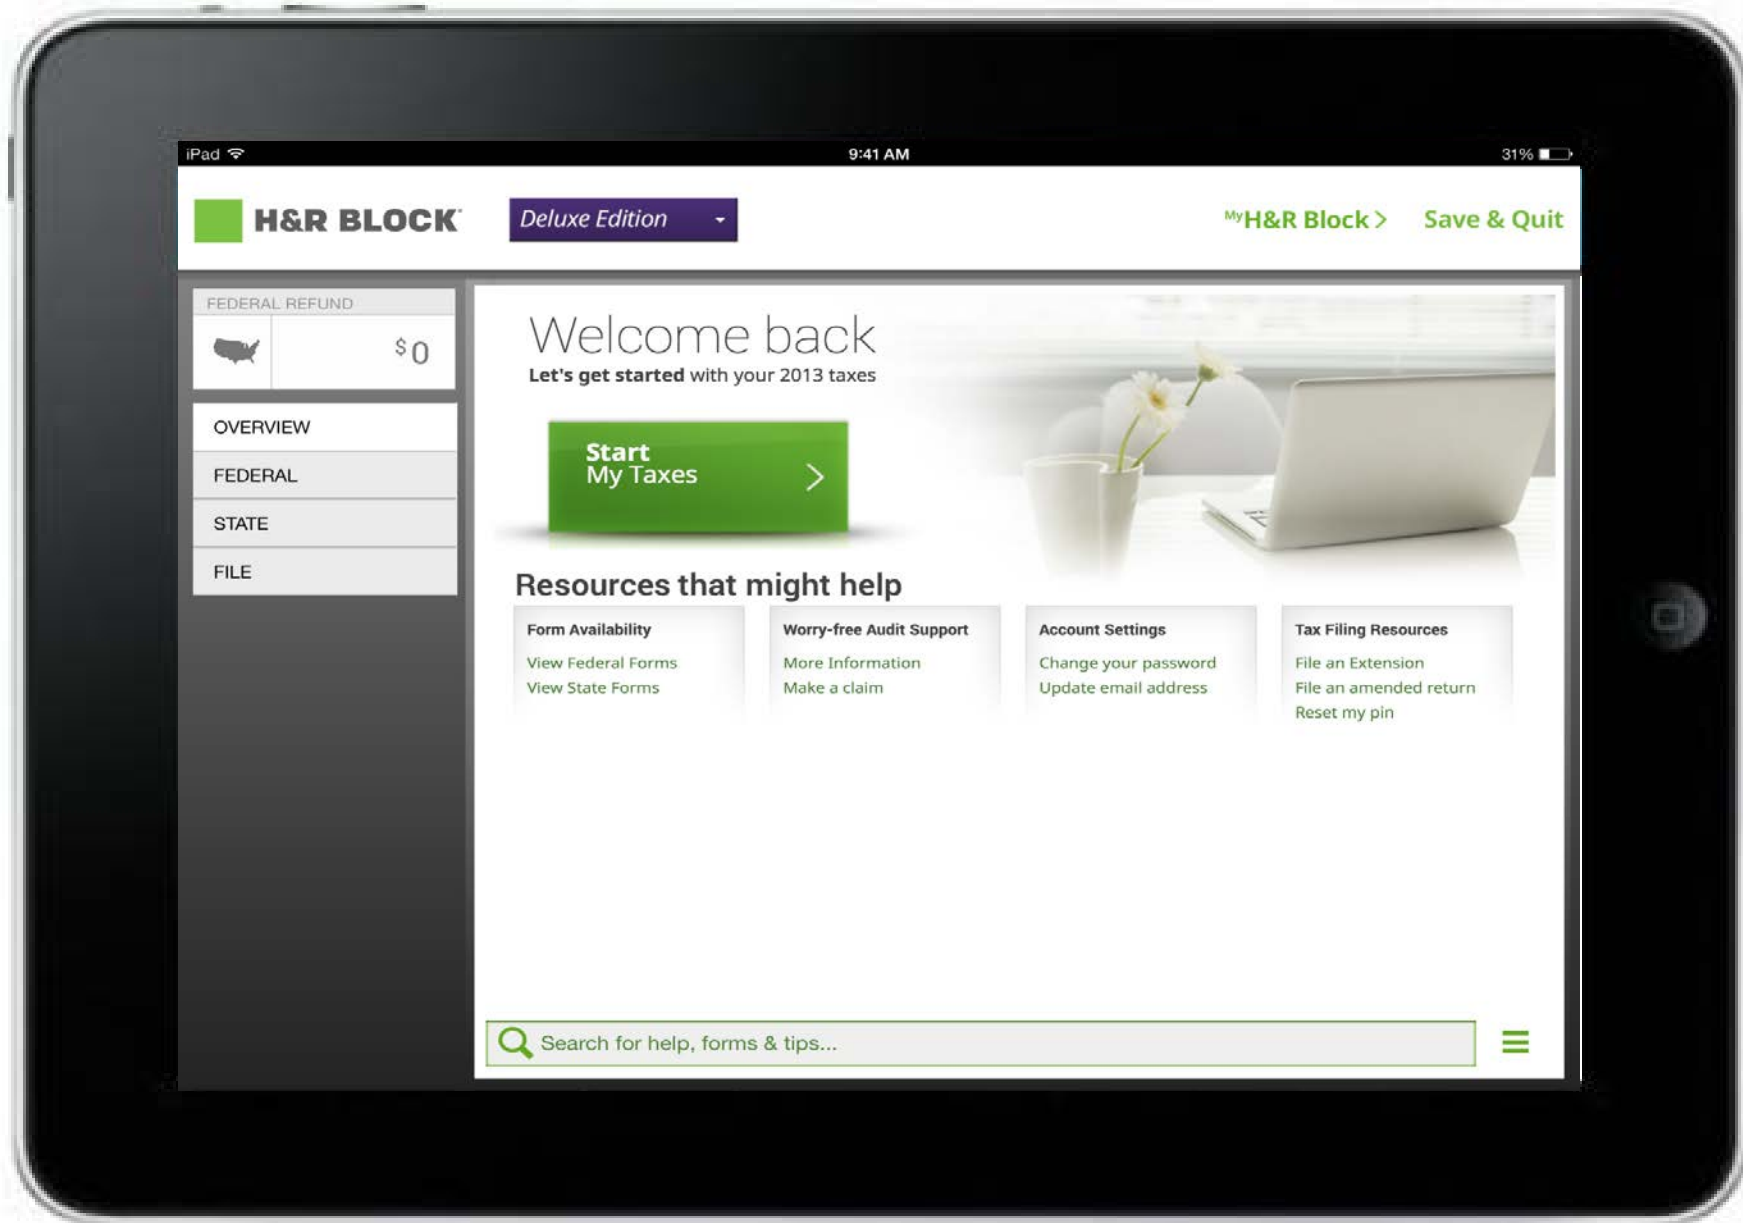 iPad 9:41 AM 31%
H&R BLOCK Deluxe Edition MyH&R Block > Save & Quit
FEDERAL REFUND
$0
OVERVIEW
FEDERAL
STATE
FILE
Welcome back
Let's get started with your 2013 taxes
Start
My Taxes
Resources that might help
Form Availability
View Federal Forms
View State Forms
Worry-free Audit Support
More Information
Make a claim
Account Settings
Change your password
Update email address
Tax Filing Resources
File an Extension
File an amended return
Reset my pin
Search for help, forms & tips...